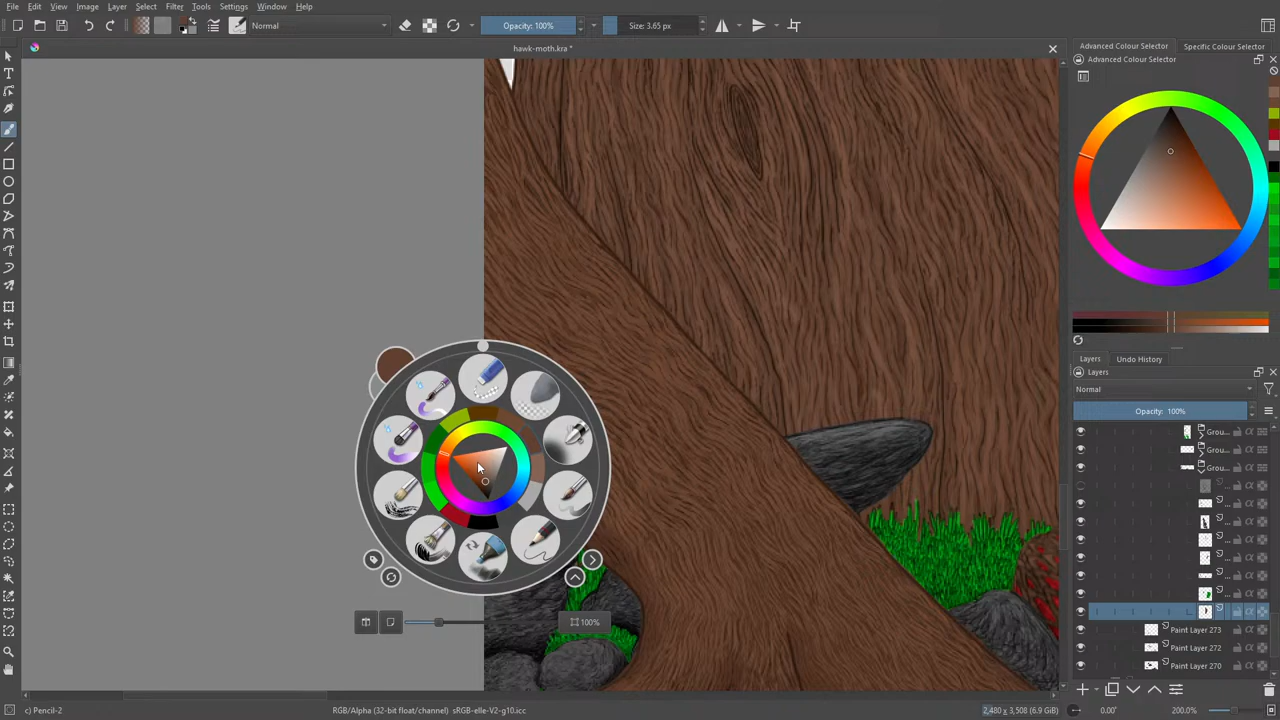 File Edit View Image Layer Select Filter Tools Settings Window Help
Normal Opacity: 100% Size: 3.65 px
hawk-moth.kra *
Advanced Colour Selector Specific Colour Selector
Advanced Colour Selector
Layers Undo History
Layers
Normal
Opacity: 100%
Grou...
Grou...
Grou...
Paint Layer 273
Paint Layer 272
Paint Layer 270
100%
c) Pencil-2 RGB/Alpha (32-bit float/channel) sRGB-elle-V2-g10.icc 2,480 x 3,508 (6.9 GiB) 0.00° 200.0%